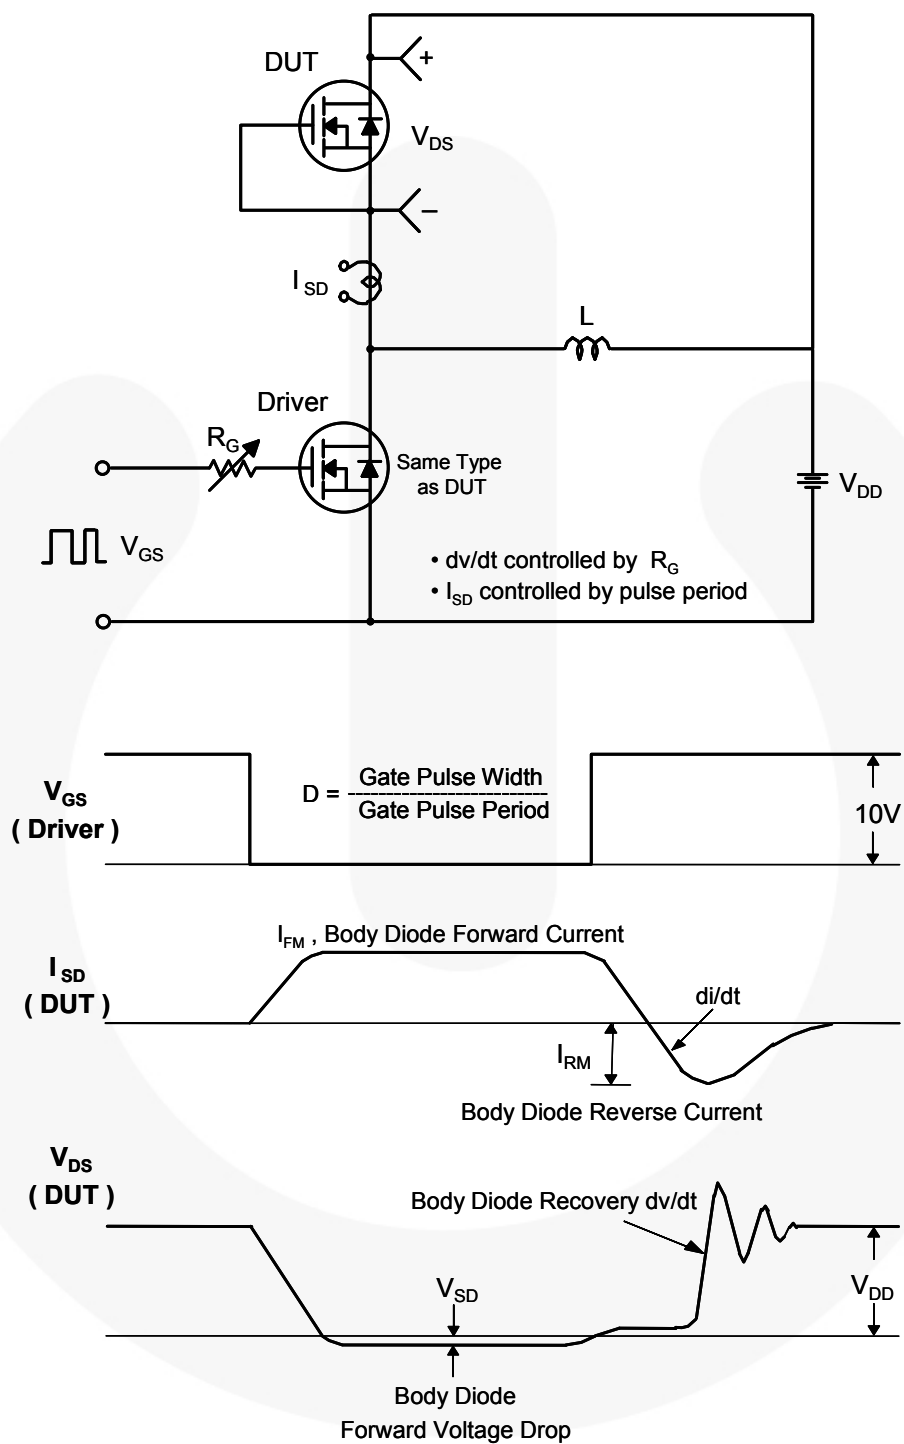 DUT
+
V_DS
–
I_SD
L
Driver
R_G
Same Type
as DUT
V_DD
V_GS
• dv/dt controlled by R_G
• I_SD controlled by pulse period
V_GS
( Driver )
D = Gate Pulse Width
Gate Pulse Period
10V
I_FM , Body Diode Forward Current
I_SD
( DUT )
di/dt
I_RM
Body Diode Reverse Current
V_DS
( DUT )
Body Diode Recovery dv/dt
V_SD
V_DD
Body Diode
Forward Voltage Drop